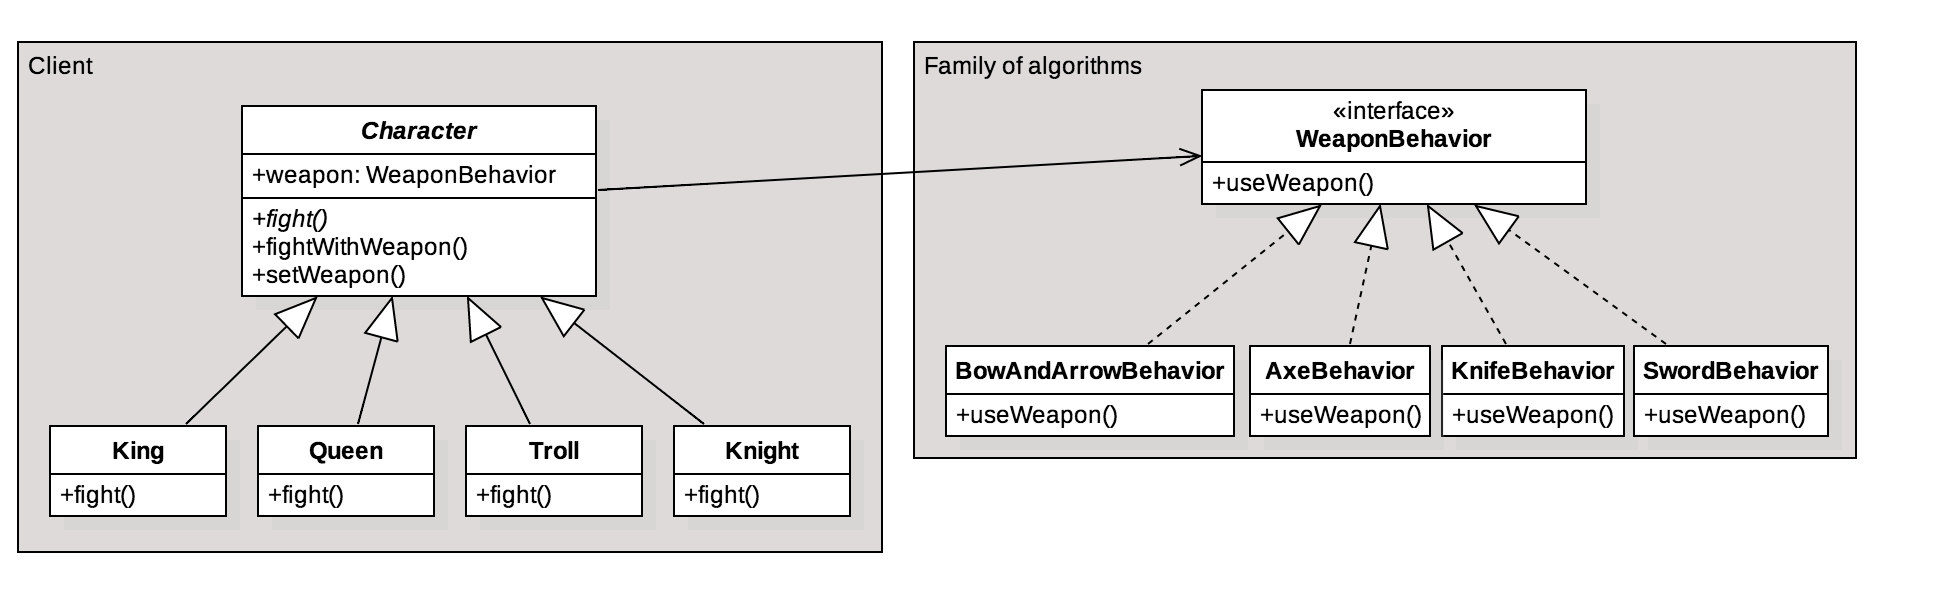 Client
Character
+weapon: WeaponBehavior
+fight()
+fightWithWeapon()
+setWeapon()
King
+fight()
Queen
+fight()
Troll
+fight()
Knight
+fight()
Family of algorithms
«interface»
WeaponBehavior
+useWeapon()
BowAndArrowBehavior
+useWeapon()
AxeBehavior
+useWeapon()
KnifeBehavior
+useWeapon()
SwordBehavior
+useWeapon()